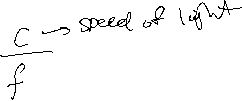 c → speed of light
f